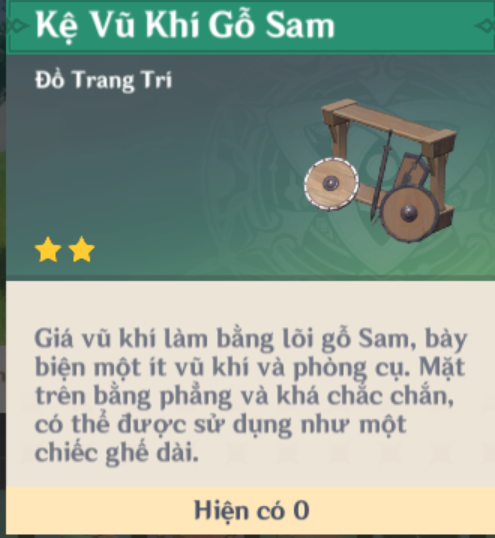 Kệ Vũ Khí Gỗ Sam
Đồ Trang Trí
Giá vũ khí làm bằng lõi gỗ Sam, bày
biện một ít vũ khí và phòng cụ. Mặt
trên bằng phẳng và khá chắc chắn,
có thể được sử dụng như một
chiếc ghế dài.
Hiện có 0